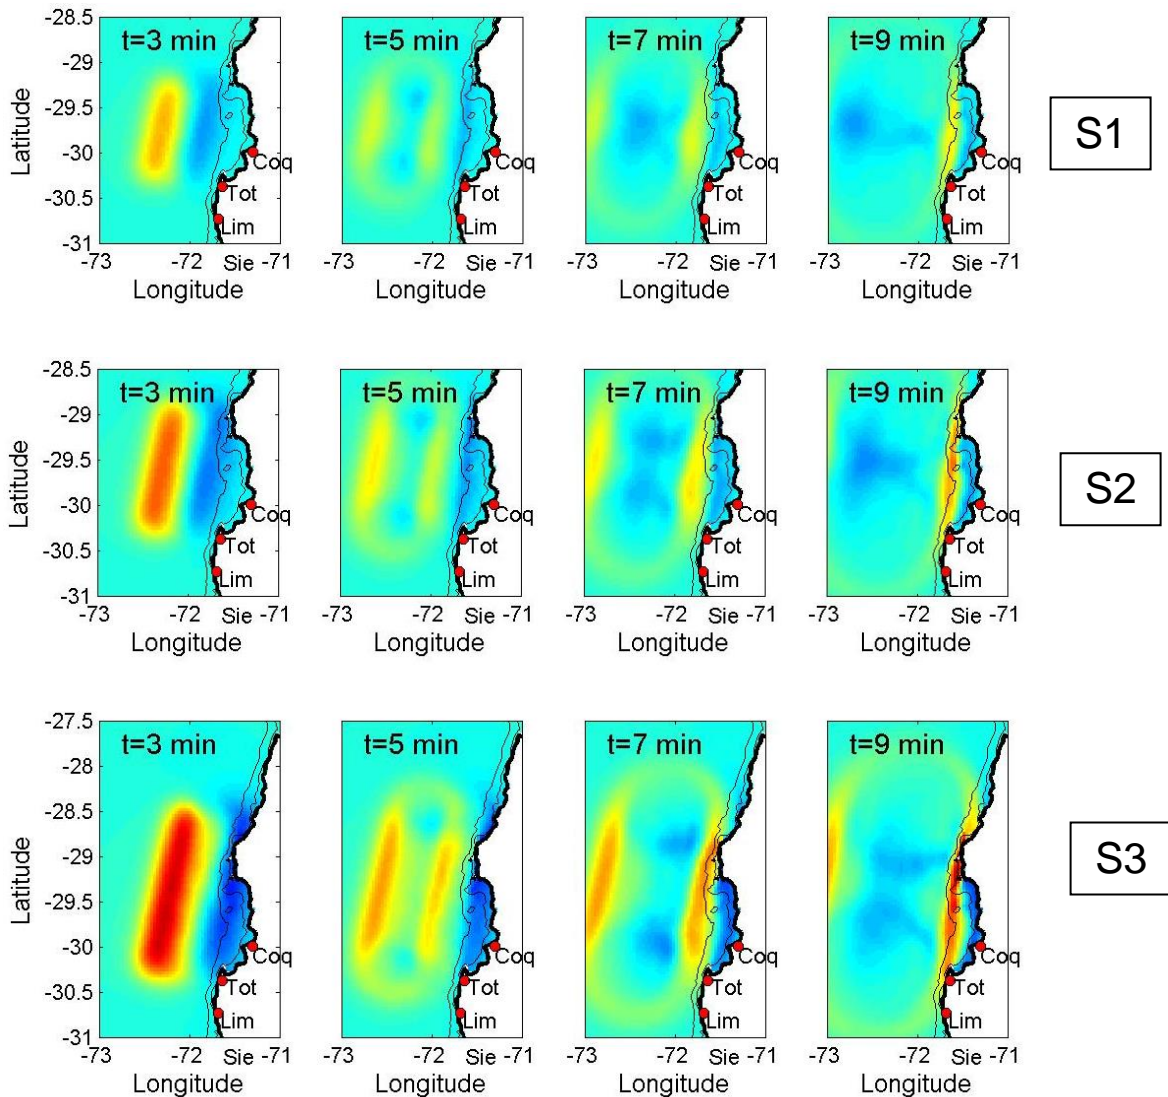 -28.5
-29
-29.5
-30
-30.5
-31
Latitude
t=3 min t=5 min t=7 min t=9 min
Coq Coq Coq Coq
Tot Tot Tot Tot
Lim Lim Lim Lim
-73 -72 Sie -71 -73 -72 Sie -71 -73 -72 Sie -71 -73 -72 Sie -71
Longitude Longitude Longitude Longitude
S1
-28.5
-29
-29.5
-30
-30.5
-31
Latitude
t=3 min t=5 min t=7 min t=9 min
Coq Coq Coq Coq
Tot Tot Tot Tot
Lim Lim Lim Lim
-73 -72 Sie -71 -73 -72 Sie -71 -73 -72 Sie -71 -73 -72 Sie -71
Longitude Longitude Longitude Longitude
S2
-27.5
-28
-28.5
-29
-29.5
-30
-30.5
-31
Latitude
t=3 min t=5 min t=7 min t=9 min
Coq Coq Coq Coq
Tot Tot Tot Tot
Lim Lim Lim Lim
-73 -72 Sie -71 -73 -72 Sie -71 -73 -72 Sie -71 -73 -72 Sie -71
Longitude Longitude Longitude Longitude
S3